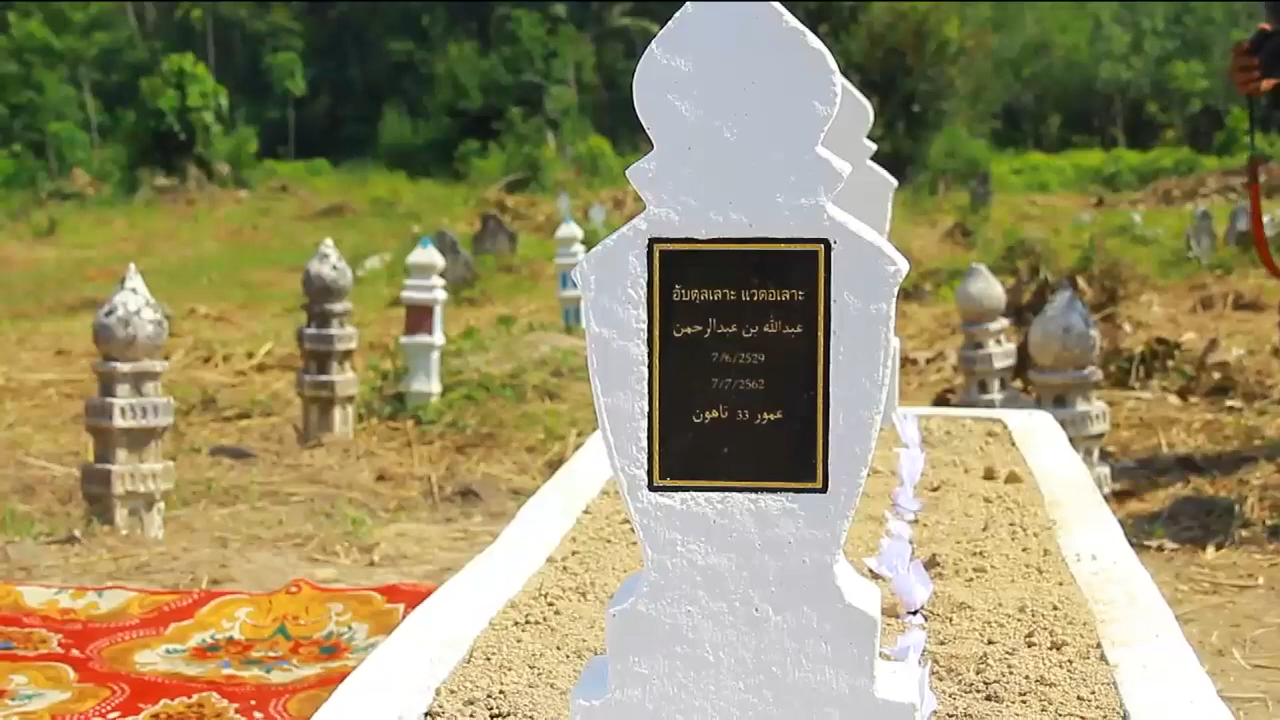 อับดุลเลาะ แวดอเลาะ
عبدالله بن عبدالرحمن
7/6/2529
7/7/2562
عمور 33 تاهون